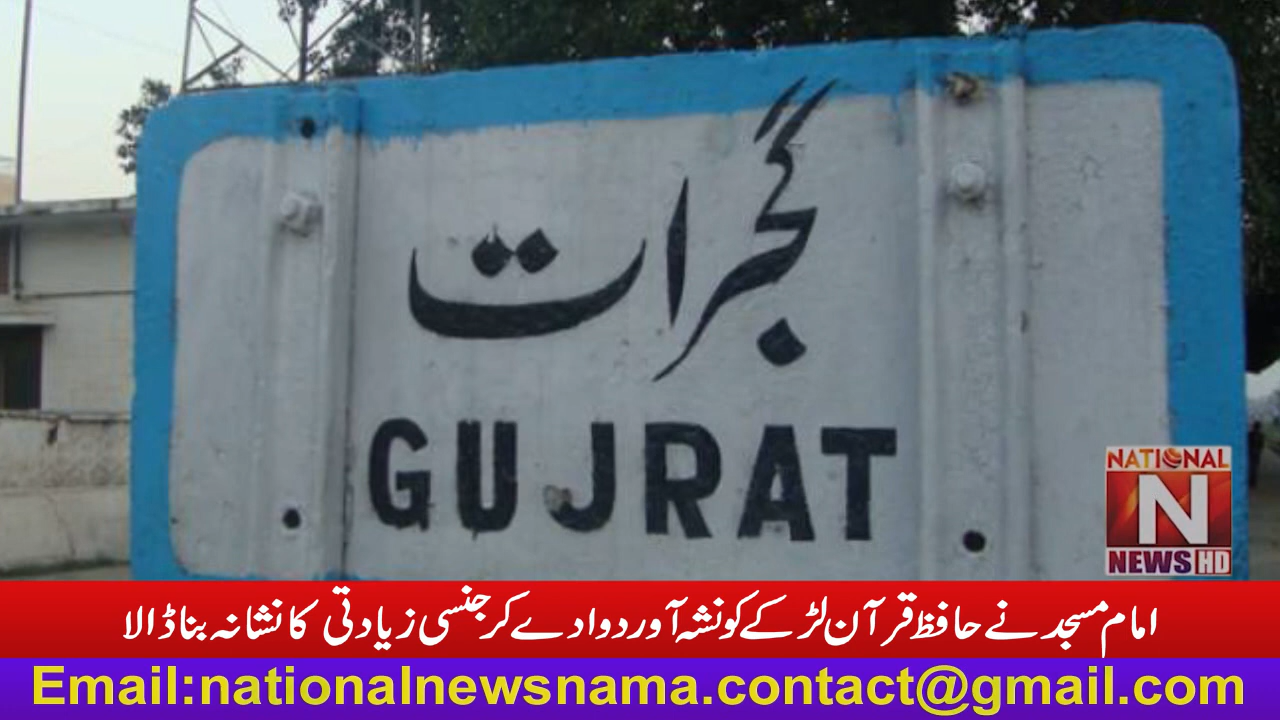 گجرات
GUJRAT
NATIONAL
N
NEWS HD
امام مسجد نے حافظ قرآن لڑکے کو نشہ آور دوا دے کر جنسی زیادتی کا نشانہ بنا ڈالا
Email:nationalnewsnama.contact@gmail.com